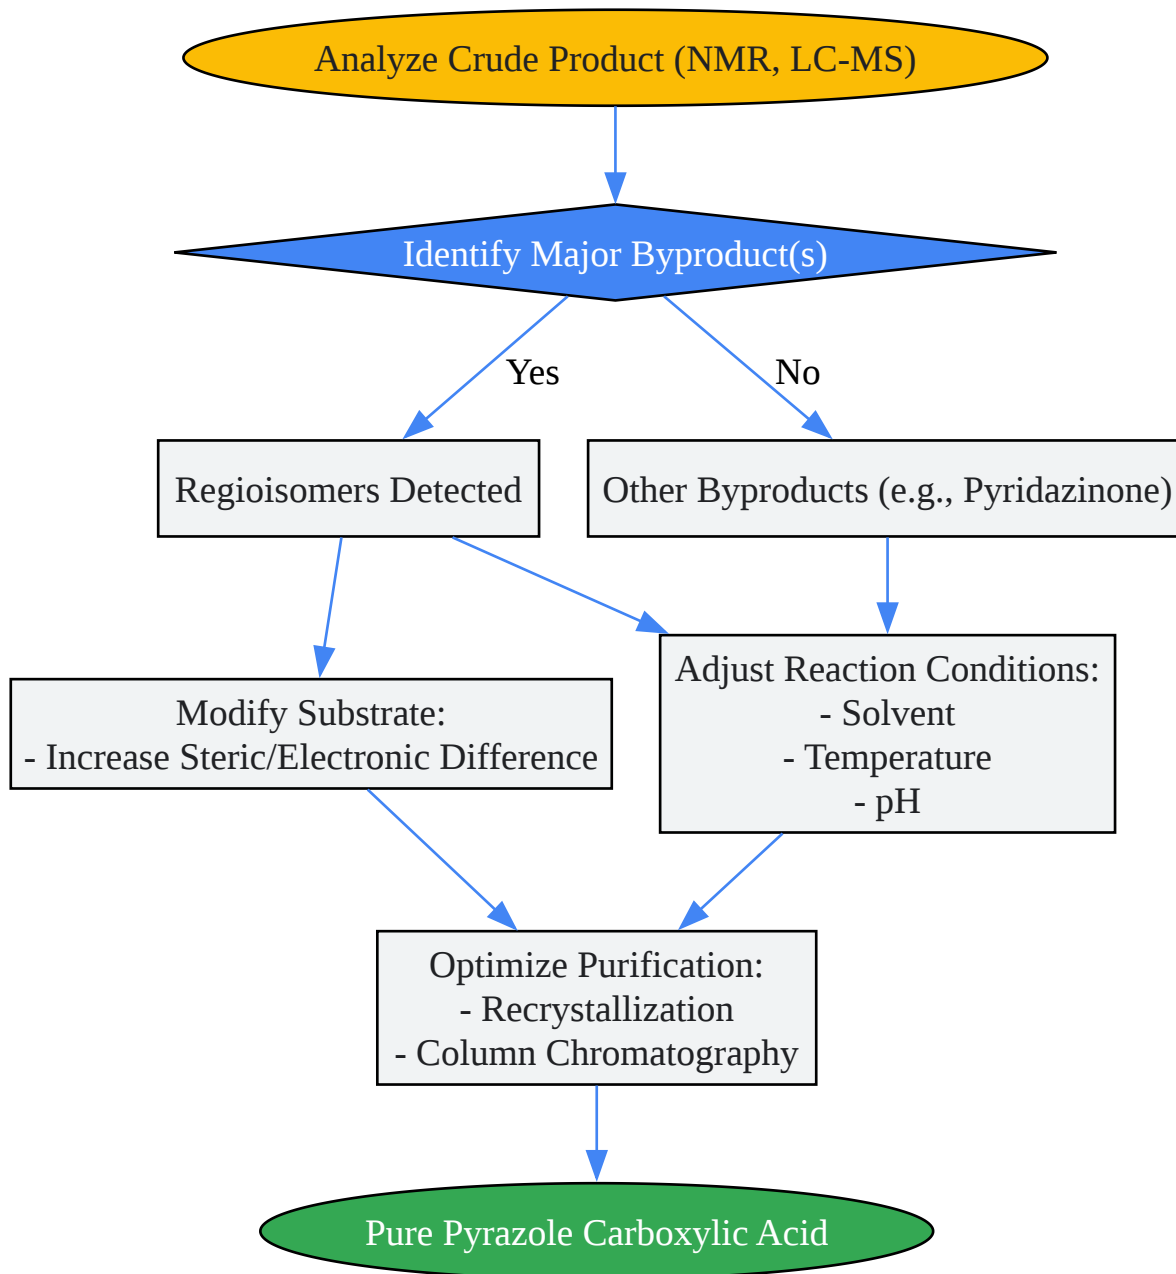 Analyze Crude Product (NMR, LC-MS)
Identify Major Byproduct(s)
Yes
No
Regioisomers Detected
Other Byproducts (e.g., Pyridazinone)
Modify Substrate:
- Increase Steric/Electronic Difference
Adjust Reaction Conditions:
- Solvent
- Temperature
- pH
Optimize Purification:
- Recrystallization
- Column Chromatography
Pure Pyrazole Carboxylic Acid